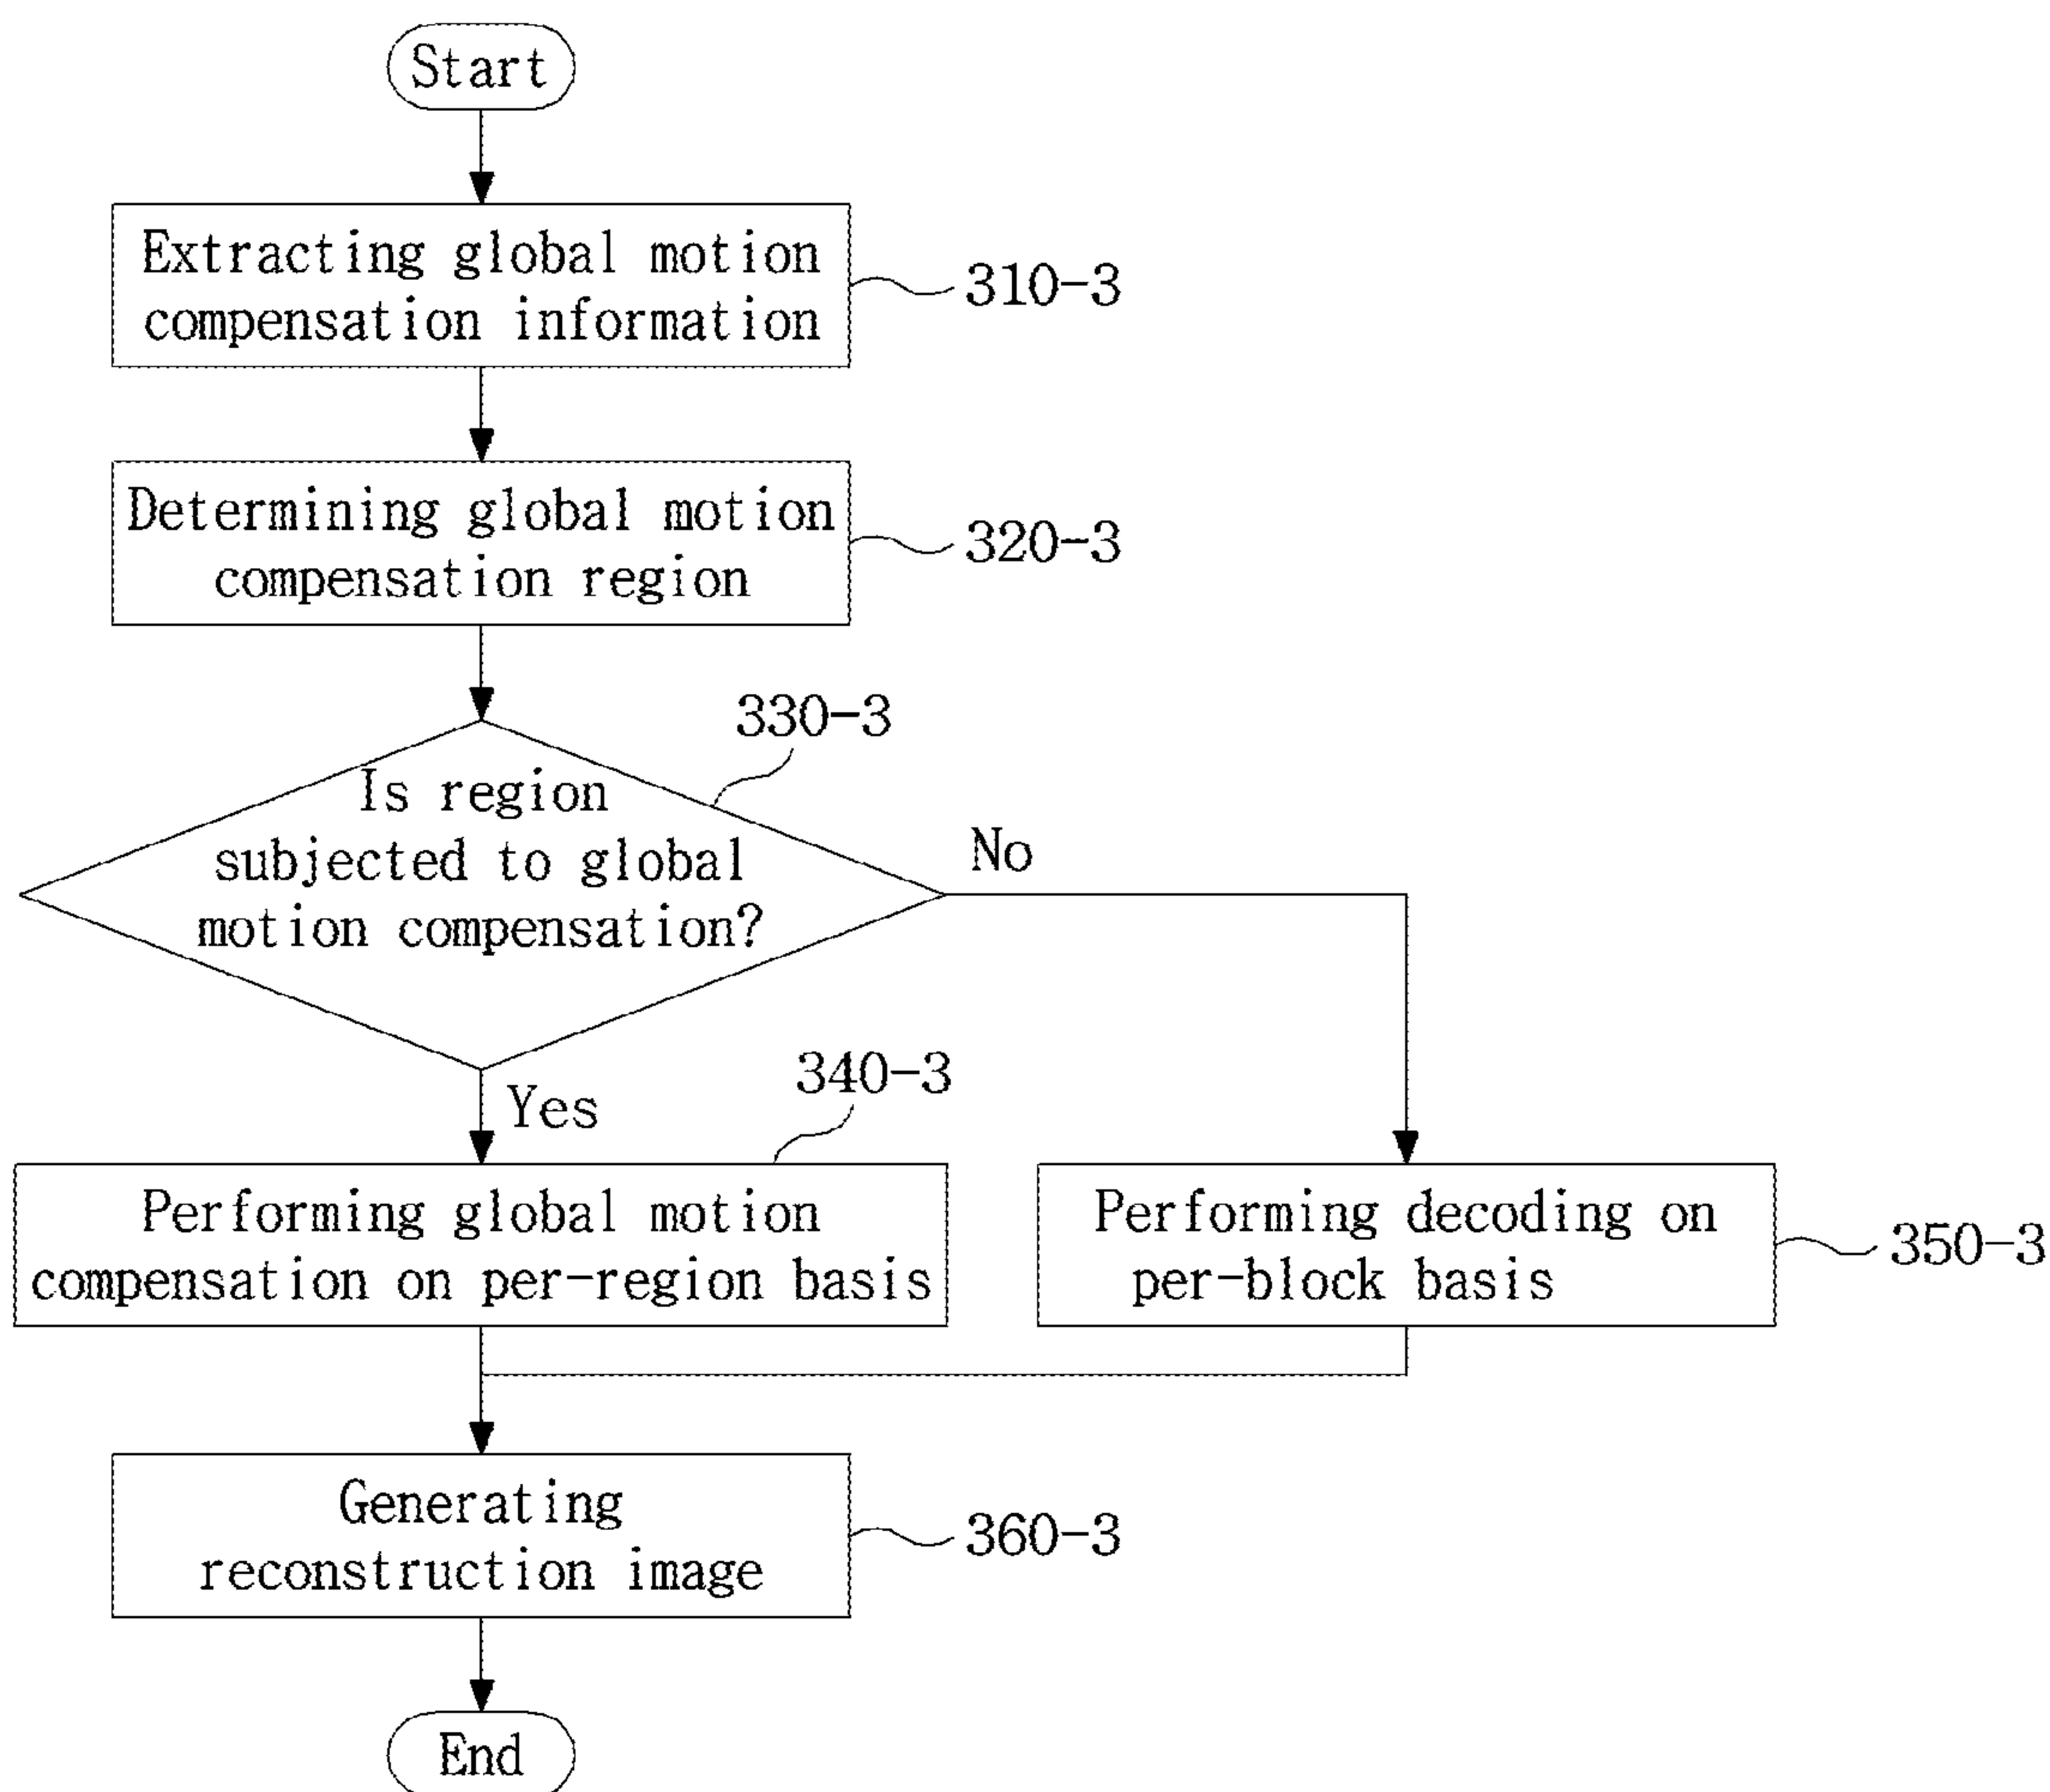 Start
Extracting global motion
compensation information
310-3
Determining global motion
compensation region
320-3
330-3
Is region
subjected to global
motion compensation?
No
Yes
340-3
Performing global motion
compensation on per-region basis
Performing decoding on
per-block basis
350-3
Generating
reconstruction image
360-3
End